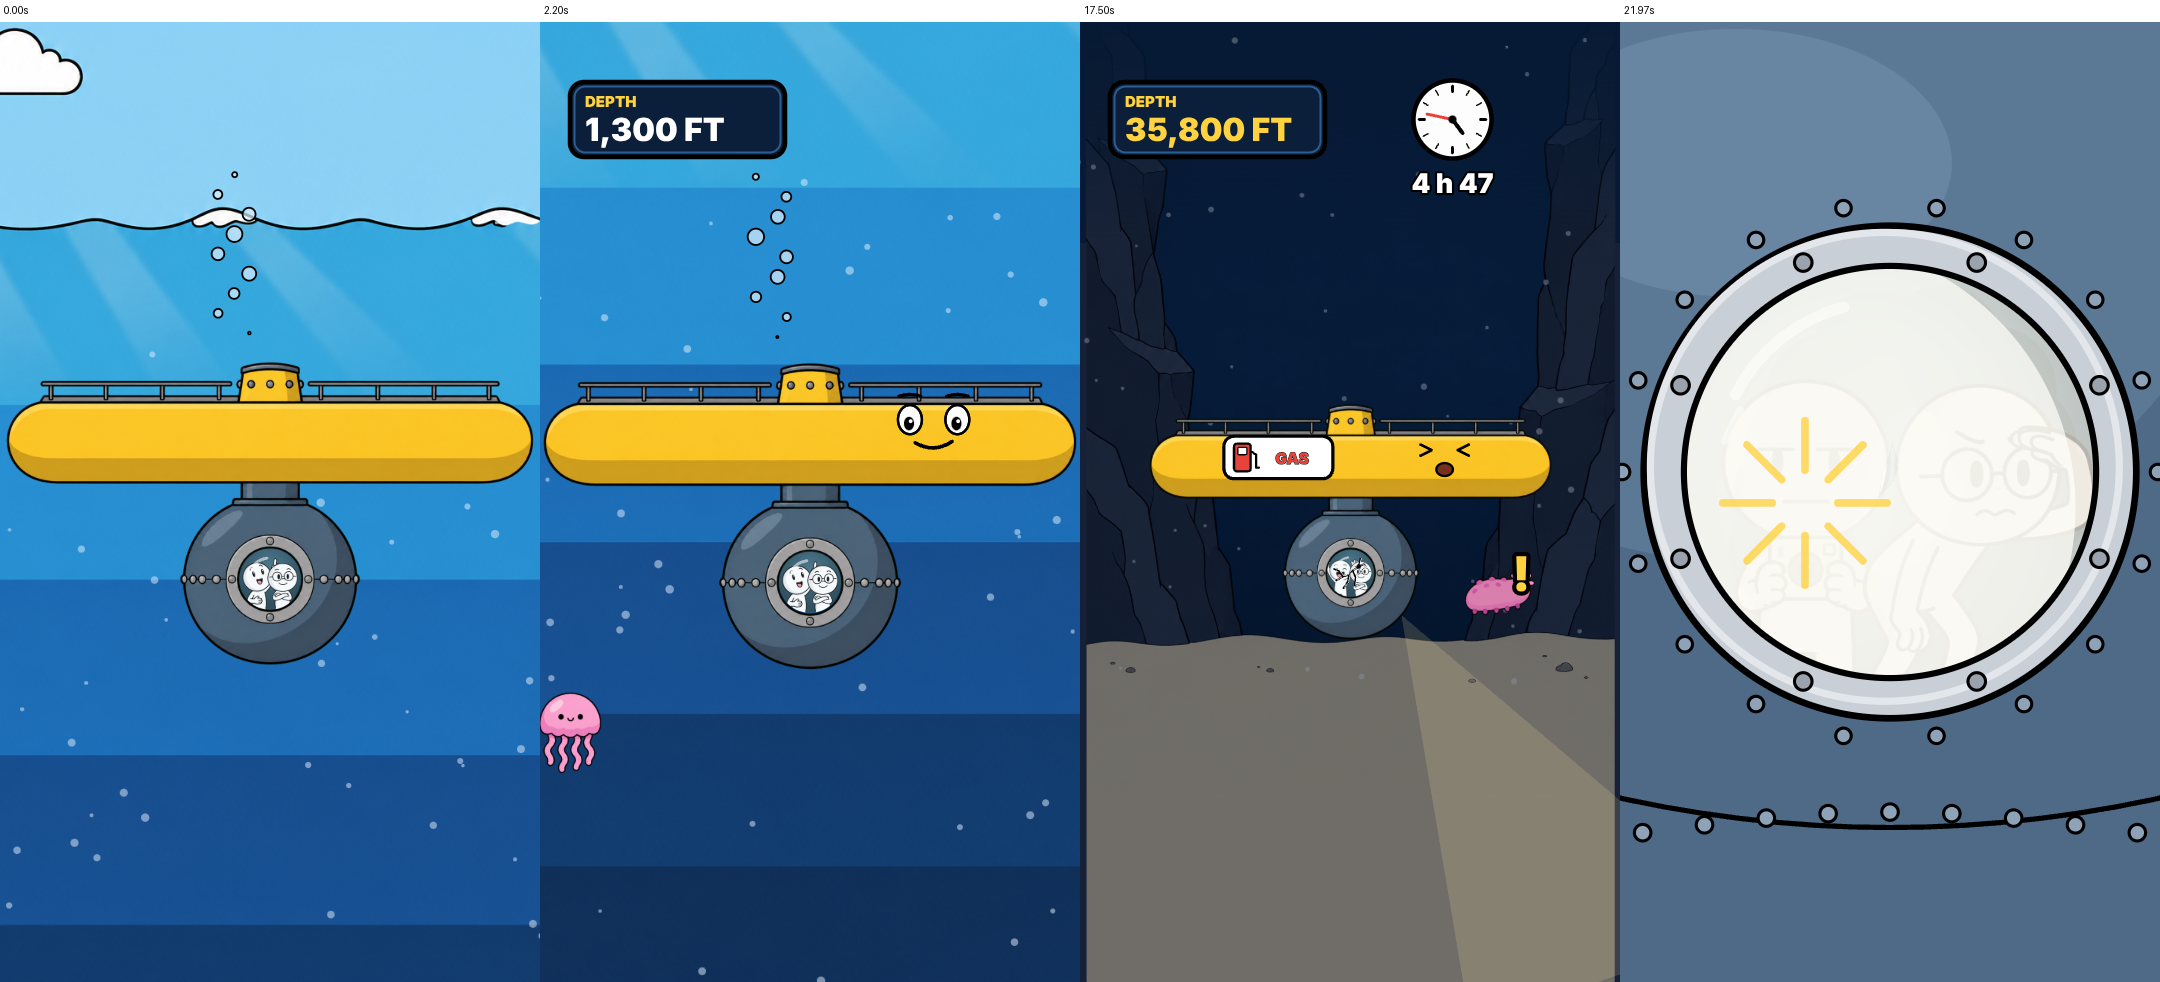 0.00s
2.20s
17.50s
21.97s
DEPTH
1,300 FT
DEPTH
35,800 FT
4 h 47
GAS